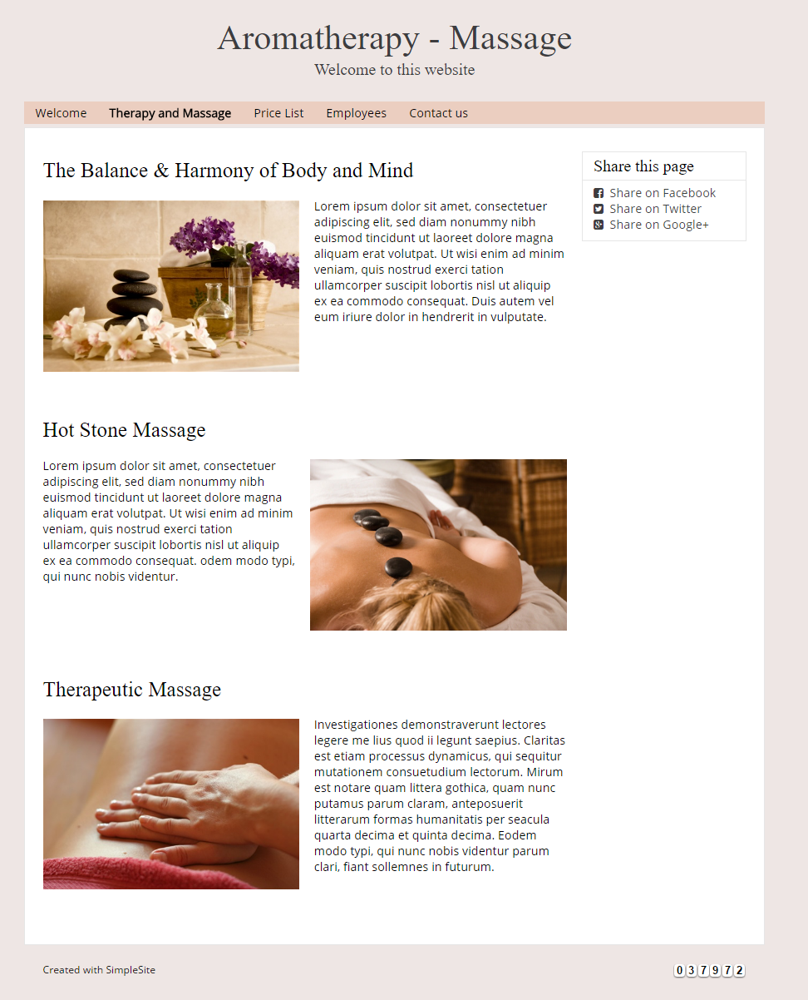 Aromatherapy - Massage
Welcome to this website
Welcome Therapy and Massage Price List Employees Contact us
The Balance & Harmony of Body and Mind
Lorem ipsum dolor sit amet, consectetuer
adipiscing elit, sed diam nonummy nibh
euismod tincidunt ut laoreet dolore magna
aliquam erat volutpat. Ut wisi enim ad minim
veniam, quis nostrud exerci tation
ullamcorper suscipit lobortis nisl ut aliquip
ex ea commodo consequat. Duis autem vel
eum iriure dolor in hendrerit in vulputate.
Share this page
Share on Facebook
Share on Twitter
Share on Google+
Hot Stone Massage
Lorem ipsum dolor sit amet, consectetuer
adipiscing elit, sed diam nonummy nibh
euismod tincidunt ut laoreet dolore magna
aliquam erat volutpat. Ut wisi enim ad minim
veniam, quis nostrud exerci tation
ullamcorper suscipit lobortis nisl ut aliquip
ex ea commodo consequat. odem modo typi,
qui nunc nobis videntur.
Therapeutic Massage
Investigationes demonstraverunt lectores
legere me lius quod ii legunt saepius. Claritas
est etiam processus dynamicus, qui sequitur
mutationem consuetudium lectorum. Mirum
est notare quam littera gothica, quam nunc
putamus parum claram, anteposuerit
litterarum formas humanitatis per seacula
quarta decima et quinta decima. Eodem
modo typi, qui nunc nobis videntur parum
clari, fiant sollemnes in futurum.
Created with SimpleSite
037972